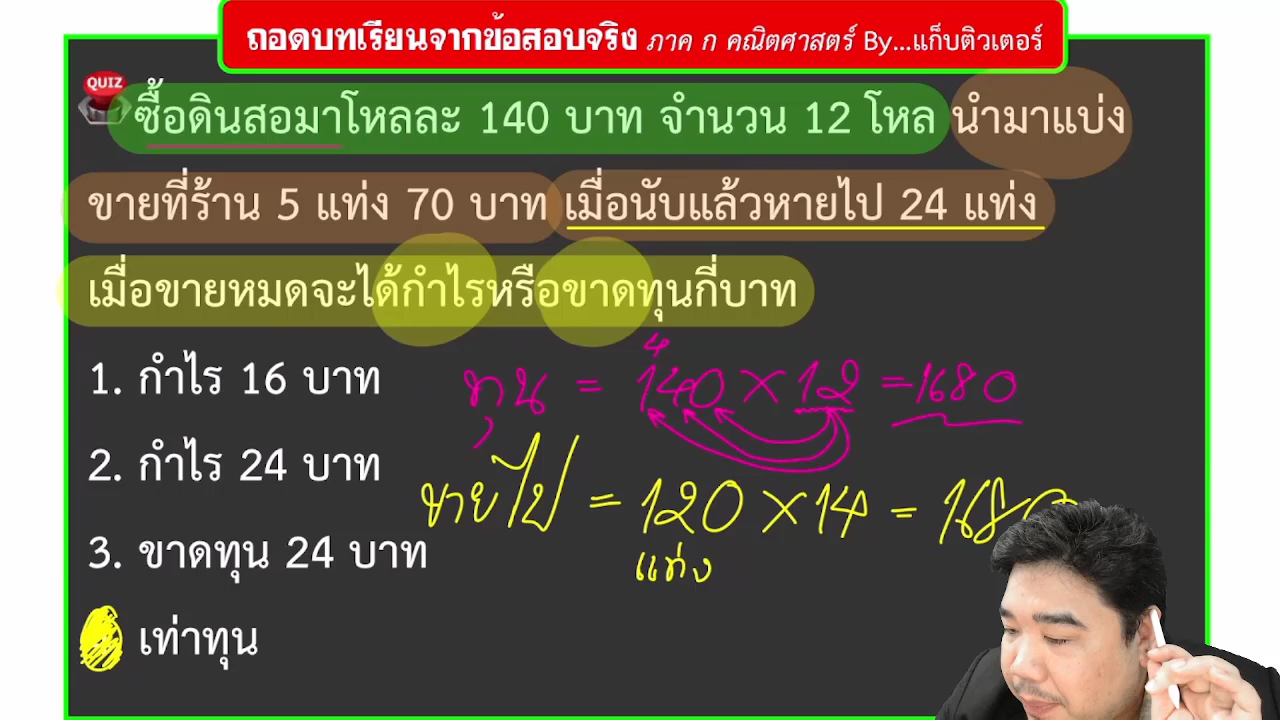 ถอดบทเรียนจากข้อสอบจริง ภาค ก คณิตศาสตร์ By...แก็บติวเตอร์
QUIZ
ซื้อดินสอมาโหลละ 140 บาท จำนวน 12 โหล นำมาแบ่ง
ขายที่ร้าน 5 แท่ง 70 บาท เมื่อนับแล้วหายไป 24 แท่ง
เมื่อขายหมดจะได้กำไรหรือขาดทุนกี่บาท
1. กำไร 16 บาท
4
ทุน = 140 × 12 = 1680
2. กำไร 24 บาท
ขายไป = 120 × 14 = 1680
แท่ง
3. ขาดทุน 24 บาท
เท่าทุน